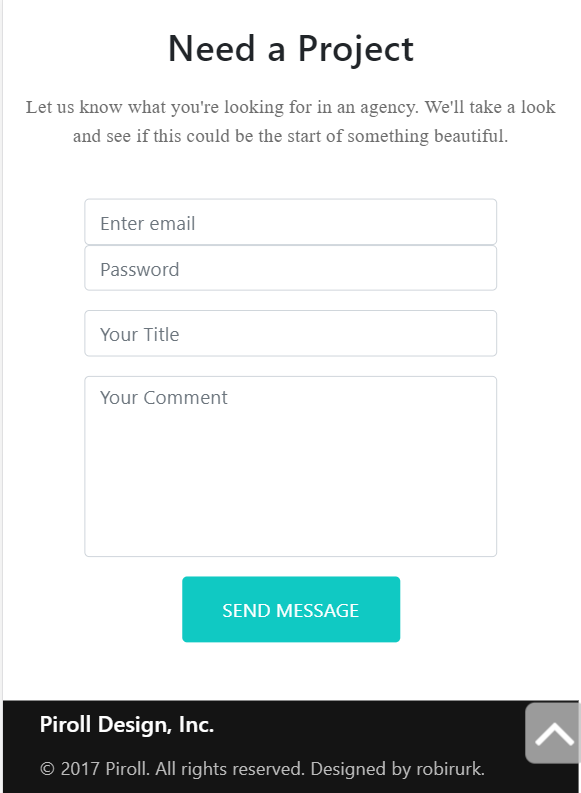 Need a Project
Let us know what you're looking for in an agency. We'll take a look
and see if this could be the start of something beautiful.
Enter email
Password
Your Title
Your Comment
SEND MESSAGE
Piroll Design, Inc.
© 2017 Piroll. All rights reserved. Designed by robirurk.